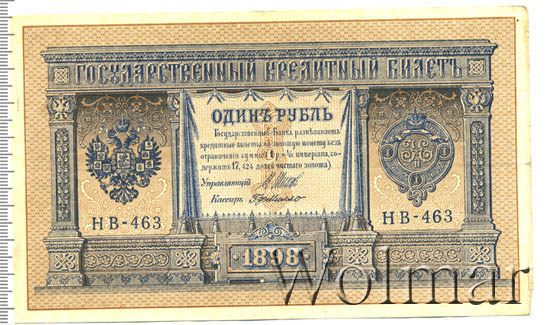 ГОСУДАРСТВЕННЫЙ КРЕДИТНЫЙ БИЛЕТЪ
ОДИНЪ РУБЛЬ
Государственный Банкъ размѣниваетъ
кредитные билеты на золотую монету безъ
ограниченія суммы (1 р. = 1/15 имперіала, со-
держитъ 17,424 долей чистаго золота)
Управляющій
Кассиръ
НВ-463
НВ-463
1898
Wolmar